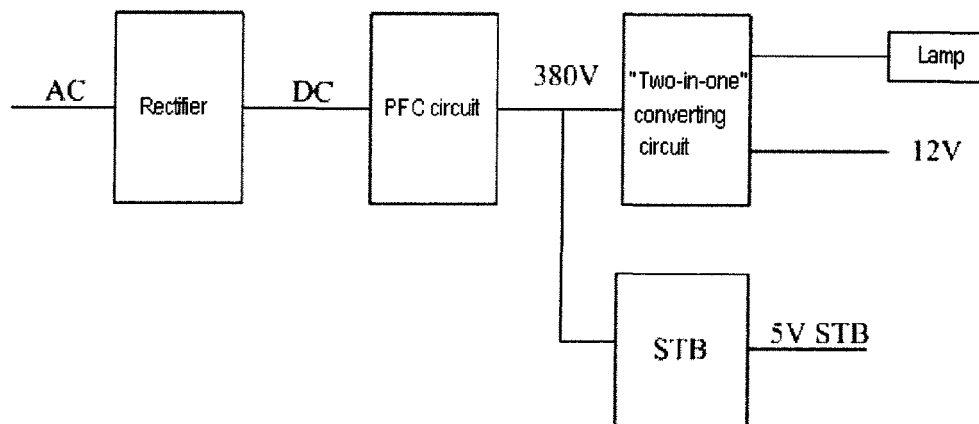 AC
Rectifier
DC
PFC circuit
380V
"Two-in-one"
converting
circuit
Lamp
12V
STB
5V STB